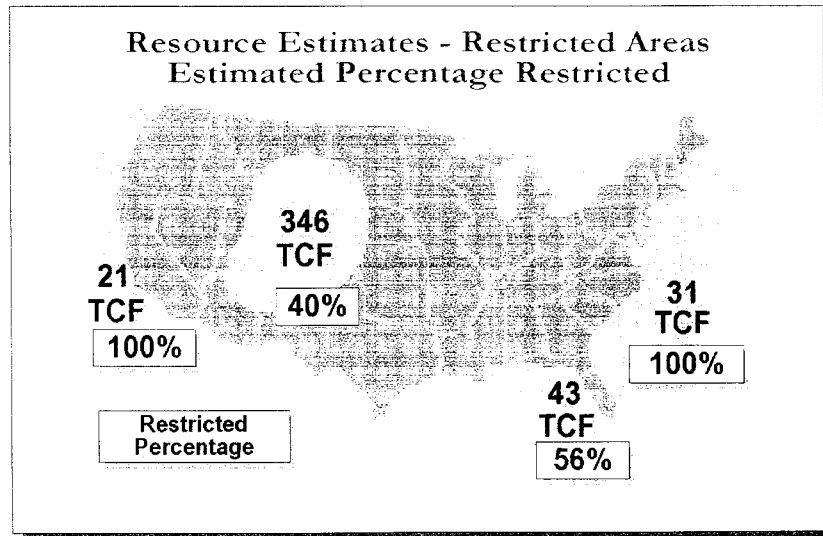 Resource Estimates - Restricted Areas
Estimated Percentage Restricted
346
TCF
40%
21
TCF
100%
31
TCF
100%
43
TCF
56%
Restricted
Percentage